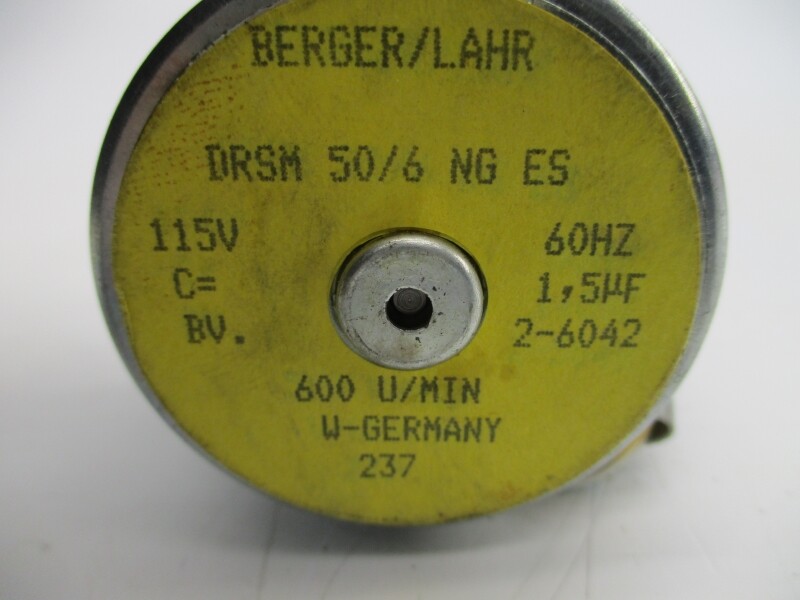 BERGER/LAHR
DRSM 50/6 NG ES
115V 60HZ
C= 1,5µF
BV. 2-6042
600 U/MIN
W-GERMANY
237